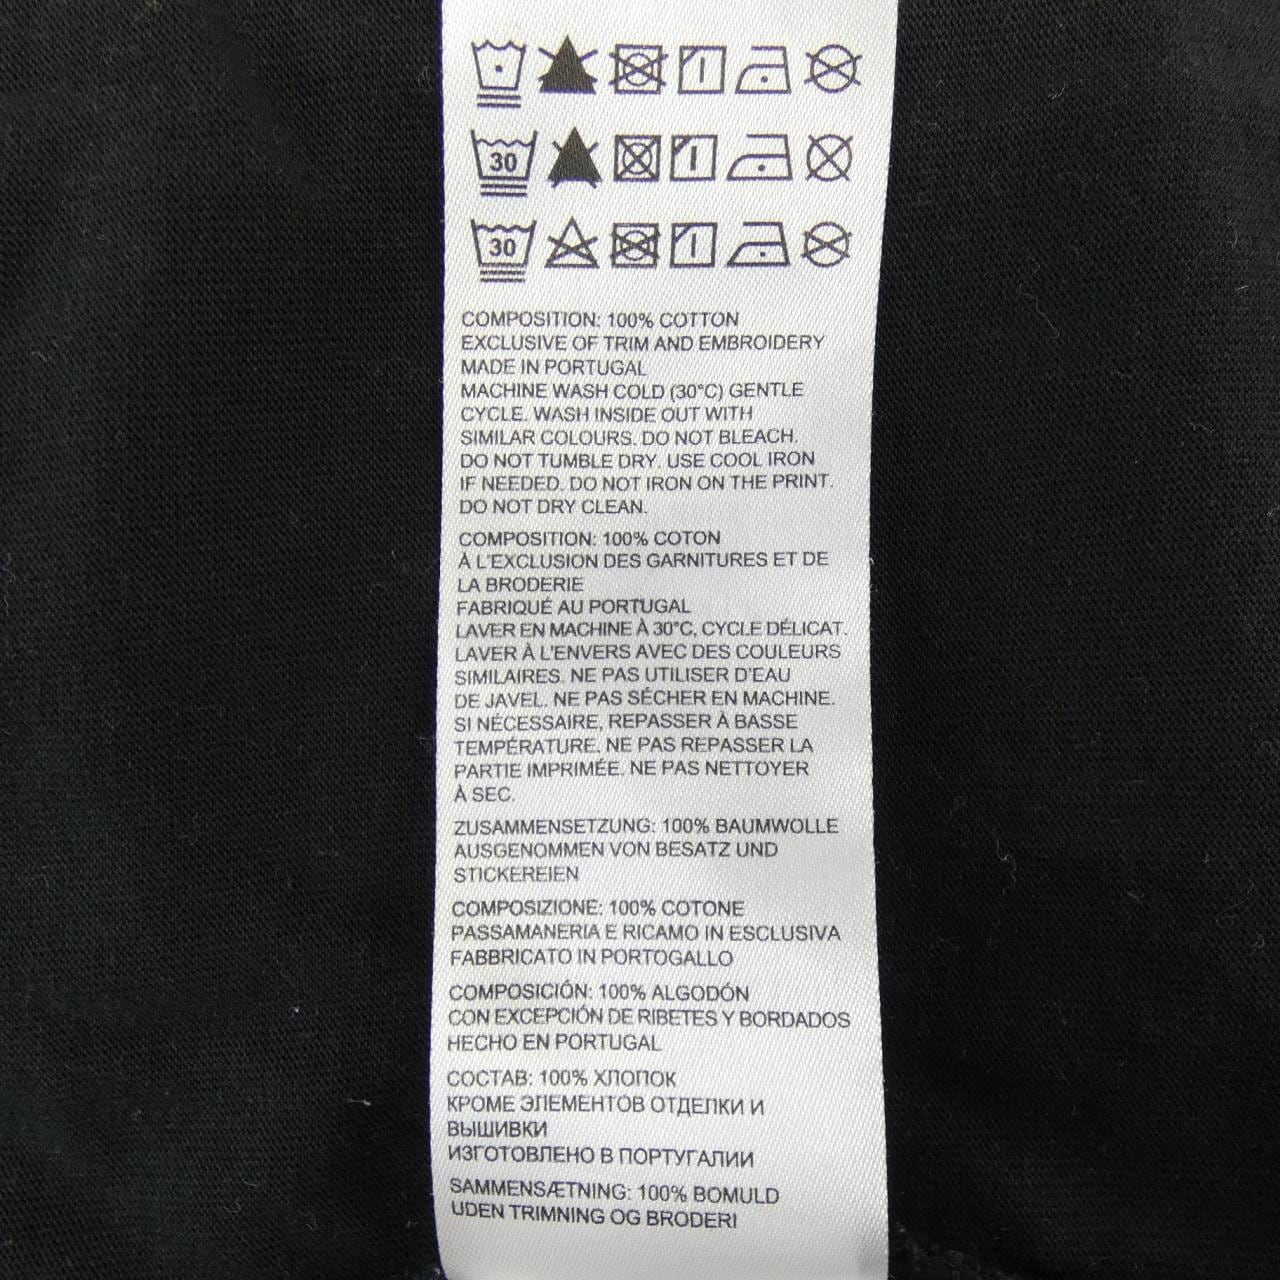 30
30
COMPOSITION: 100% COTTON
EXCLUSIVE OF TRIM AND EMBROIDERY
MADE IN PORTUGAL
MACHINE WASH COLD (30°C) GENTLE
CYCLE. WASH INSIDE OUT WITH
SIMILAR COLOURS. DO NOT BLEACH.
DO NOT TUMBLE DRY. USE COOL IRON
IF NEEDED. DO NOT IRON ON THE PRINT.
DO NOT DRY CLEAN.
COMPOSITION: 100% COTON
À L'EXCLUSION DES GARNITURES ET DE
LA BRODERIE
FABRIQUÉ AU PORTUGAL
LAVER EN MACHINE À 30°C, CYCLE DÉLICAT.
LAVER À L'ENVERS AVEC DES COULEURS
SIMILAIRES. NE PAS UTILISER D'EAU
DE JAVEL. NE PAS SÉCHER EN MACHINE.
SI NÉCESSAIRE, REPASSER À BASSE
TEMPÉRATURE. NE PAS REPASSER LA
PARTIE IMPRIMÉE. NE PAS NETTOYER
À SEC.
ZUSAMMENSETZUNG: 100% BAUMWOLLE
AUSGENOMMEN VON BESATZ UND
STICKEREIEN
COMPOSIZIONE: 100% COTONE
PASSAMANERIA E RICAMO IN ESCLUSIVA
FABBRICATO IN PORTOGALLO
COMPOSICIÓN: 100% ALGODÓN
CON EXCEPCIÓN DE RIBETES Y BORDADOS
HECHO EN PORTUGAL
СОСТАВ: 100% ХЛОПОК
КРОМЕ ЭЛЕМЕНТОВ ОТДЕЛКИ И
ВЫШИВКИ
ИЗГОТОВЛЕНО В ПОРТУГАЛИИ
SAMMENSÆTNING: 100% BOMULD
UDEN TRIMNING OG BRODERI